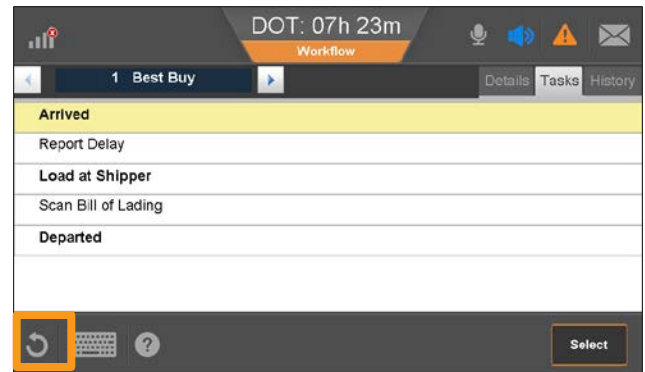 DOT: 07h 23m
Workflow
1 Best Buy
Details Tasks History
Arrived
Report Delay
Load at Shipper
Scan Bill of Lading
Departed
?
Select